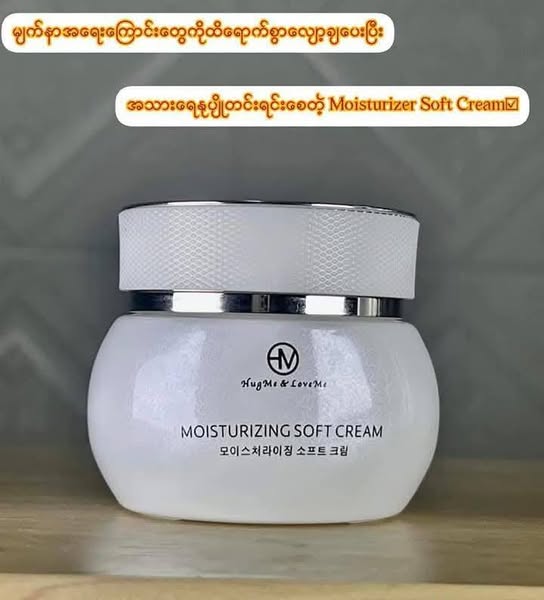 မျက်နှာအရေးကြောင်းတွေကိုထိရောက်စွာလျော့ချပေးပြီး
အသားရေနုပျိုတင်းရင်းစေတဲ့ Moisturizer Soft Cream☑
HM
HugMe & LoveMe
MOISTURIZING SOFT CREAM
모이스처라이징 소프트 크림